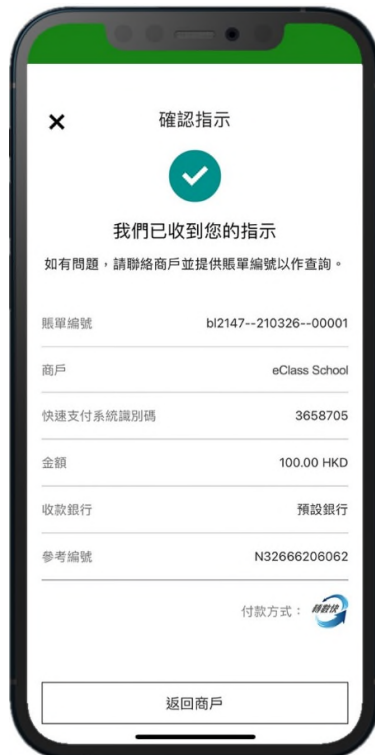 確認指示
我們已收到您的指示
如有問題，請聯絡商戶並提供賬單編號以作查詢。
賬單編號 bl2147--210326--00001
商戶 eClass School
快速支付系統識別碼 3658705
金額 100.00 HKD
收款銀行 預設銀行
參考編號 N32666206062
付款方式： 轉數快
返回商戶